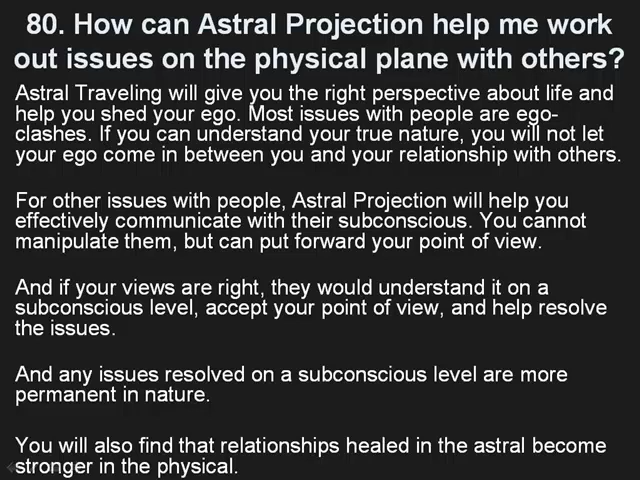 80. How can Astral Projection help me work
out issues on the physical plane with others?
Astral Traveling will give you the right perspective about life and
help you shed your ego. Most issues with people are ego-
clashes. If you can understand your true nature, you will not let
your ego come in between you and your relationship with others.
For other issues with people, Astral Projection will help you
effectively communicate with their subconscious. You cannot
manipulate them, but can put forward your point of view.
And if your views are right, they would understand it on a
subconscious level, accept your point of view, and help resolve
the issues.
And any issues resolved on a subconscious level are more
permanent in nature.
You will also find that relationships healed in the astral become
stronger in the physical.